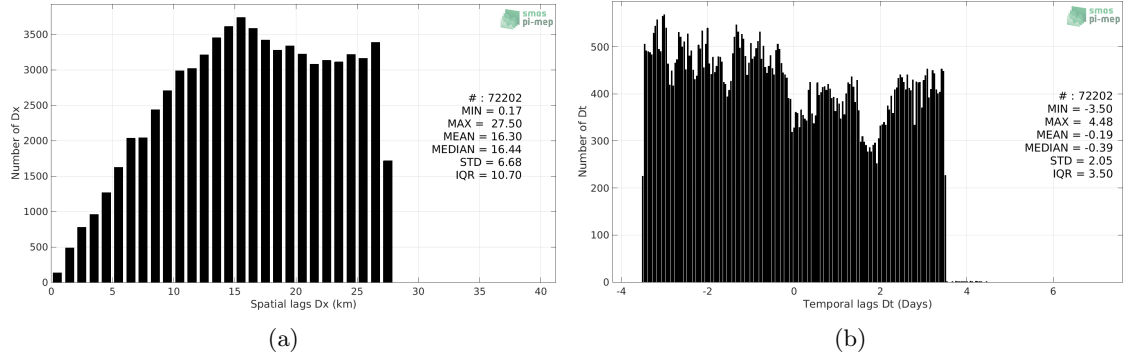 smos
pi-mep
3500
3000
2500
2000
1500
1000
500
0
Number of Dx
# : 72202
MIN = 0.17
MAX = 27.50
MEAN = 16.30
MEDIAN = 16.44
STD = 6.68
IQR = 10.70
0 5 10 15 20 25 30 35 40
Spatial lags Dx (km)
(a)
smos
pi-mep
500
400
300
200
100
0
Number of Dt
# : 72202
MIN = -3.50
MAX = 4.48
MEAN = -0.19
MEDIAN = -0.39
STD = 2.05
IQR = 3.50
-4 -2 0 2 4 6
Temporal lags Dt (Days)
(b)